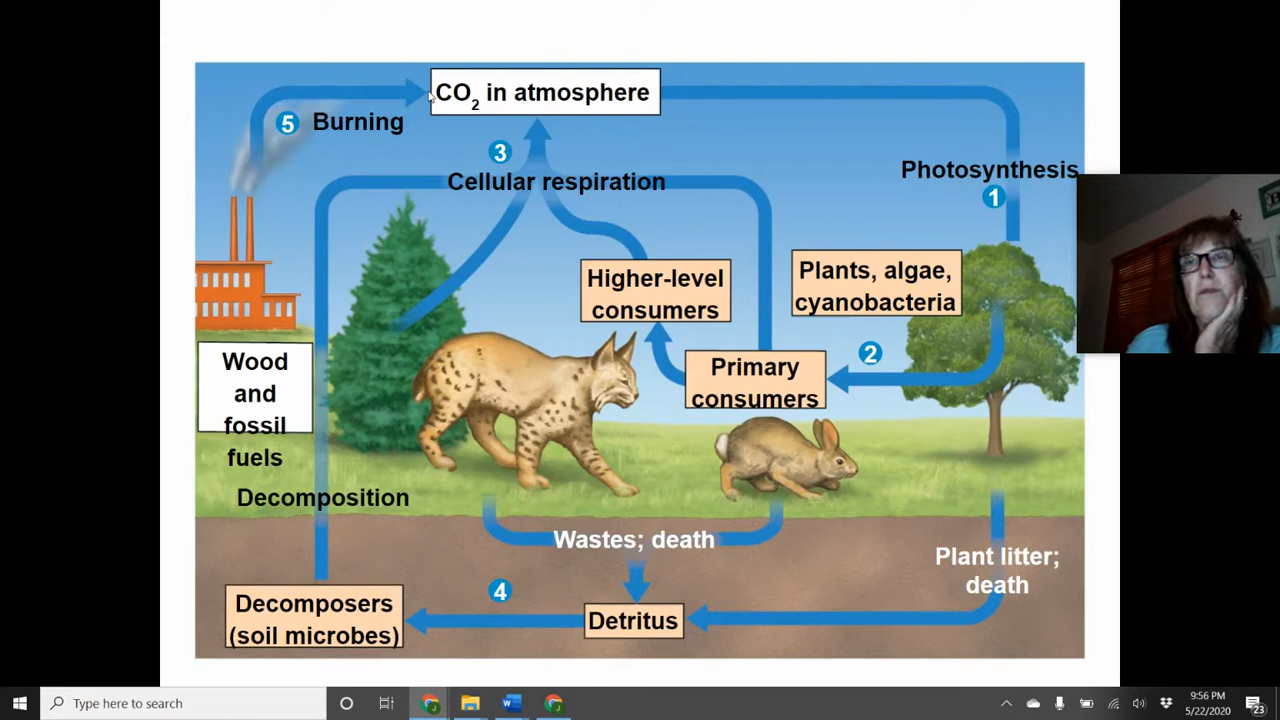 CO2 in atmosphere
5 Burning
3
Cellular respiration
Photosynthesis
1
Higher-level
consumers
Plants, algae,
cyanobacteria
2
Primary
consumers
Wood
and
fossil
fuels
Decomposition
Wastes; death
Plant litter;
death
4
Decomposers
(soil microbes)
Detritus
Type here to search
9:56 PM
5/22/2020
23